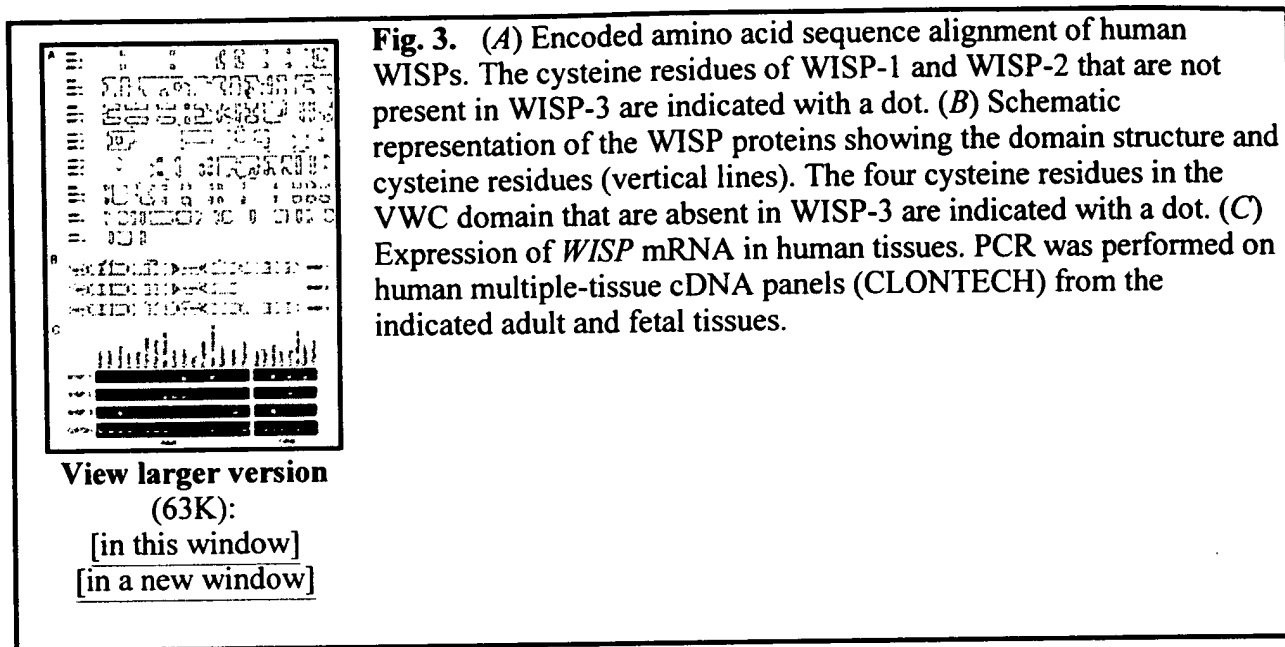 A
B
C
View larger version
(63K):
[in this window]
[in a new window]
Fig. 3. (A) Encoded amino acid sequence alignment of human
WISPs. The cysteine residues of WISP-1 and WISP-2 that are not
present in WISP-3 are indicated with a dot. (B) Schematic
representation of the WISP proteins showing the domain structure and
cysteine residues (vertical lines). The four cysteine residues in the
VWC domain that are absent in WISP-3 are indicated with a dot. (C)
Expression of WISP mRNA in human tissues. PCR was performed on
human multiple-tissue cDNA panels (CLONTECH) from the
indicated adult and fetal tissues.